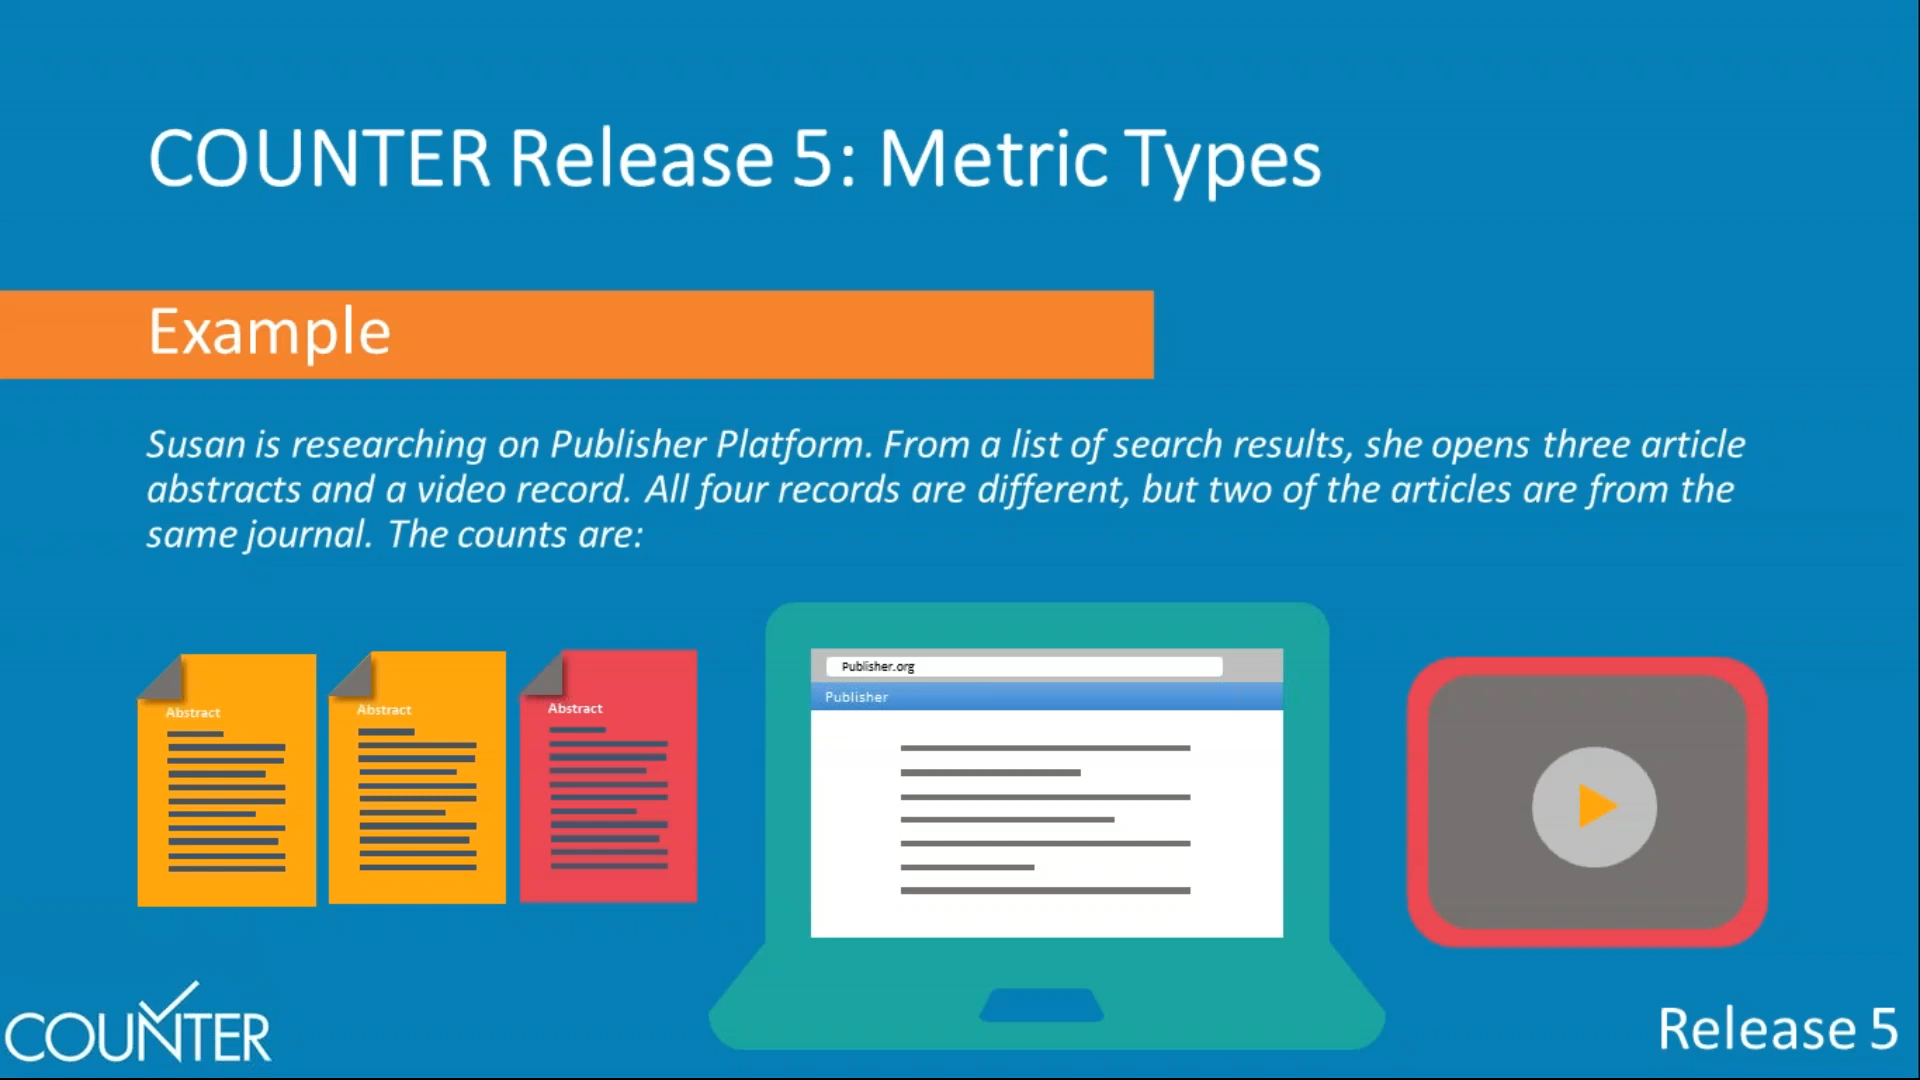 COUNTER Release 5: Metric Types
Example
Susan is researching on Publisher Platform. From a list of search results, she opens three article
abstracts and a video record. All four records are different, but two of the articles are from the
same journal. The counts are:
Abstract
Abstract
Abstract
Publisher.org
Publisher
COUNTER
Release 5